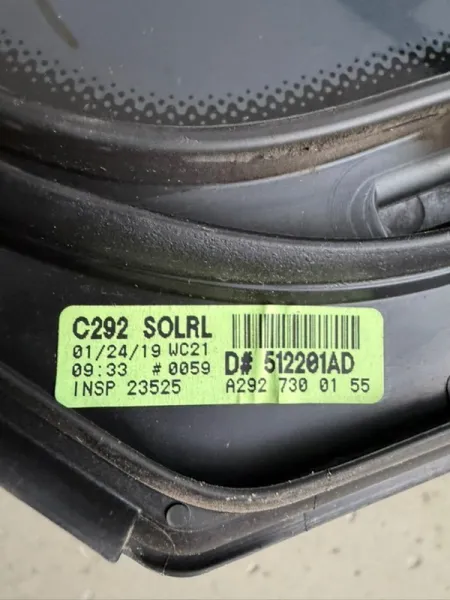 C292 SOLRL
01/24/19 WC21
09:33 #0059
INSP 23525
D# 512201AD
A292 730 01 55